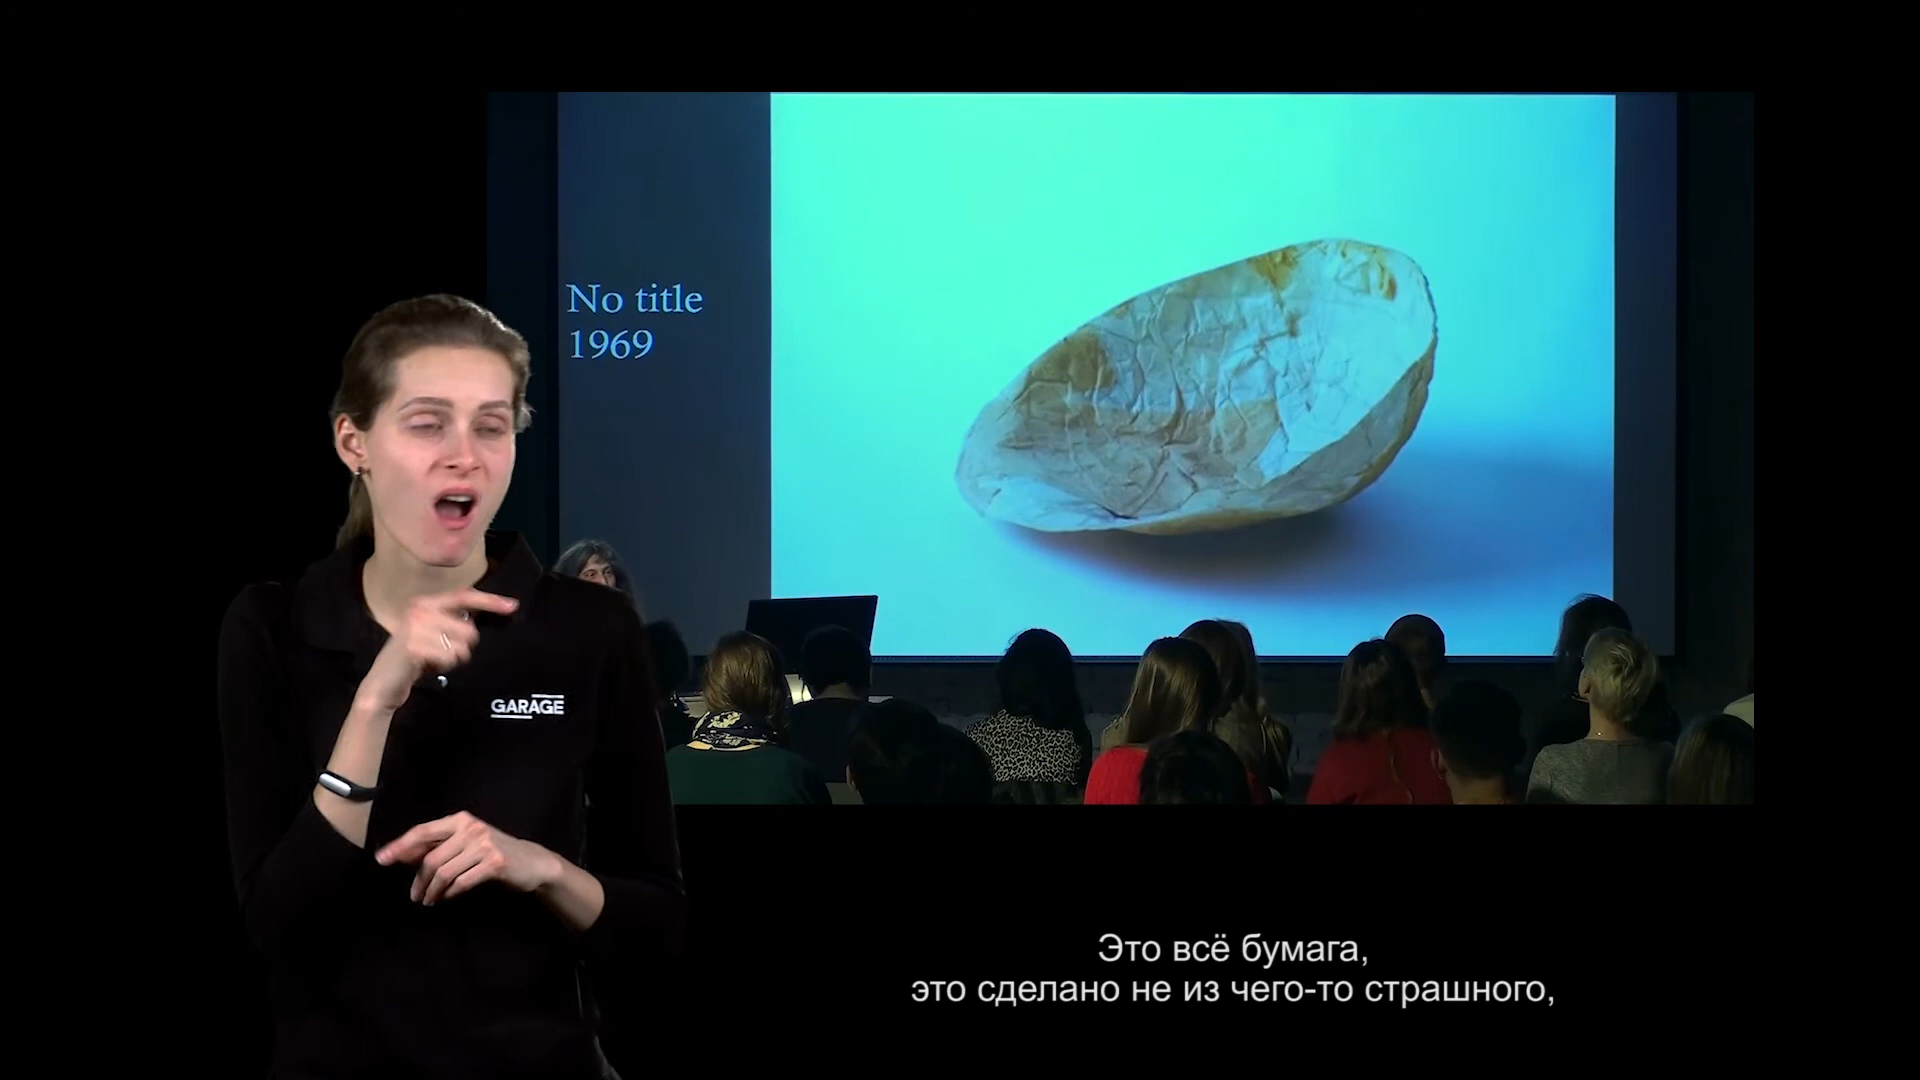 No title
1969
GARAGE
Это всё бумага,
это сделано не из чего-то страшного,